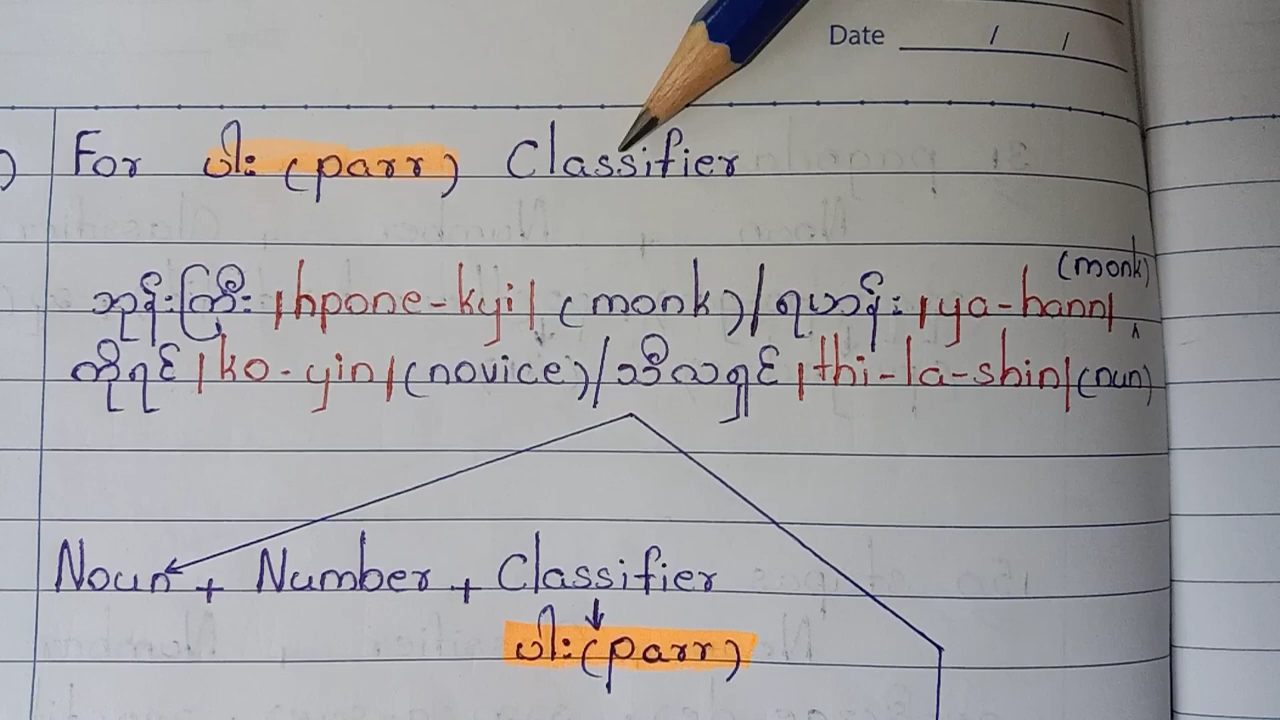 Date / /
) For ပါး (parr) Classifier
(monk)
ဘုန်းကြီး /hpone-kyi/ (monk)/ရဟန်း /ya-hann/ ^
ကိုရင် /ko-yin/(novice)/သီလရှင် /thi-la-shin/(nun)
Noun + Number + Classifier
ပါး(parr)